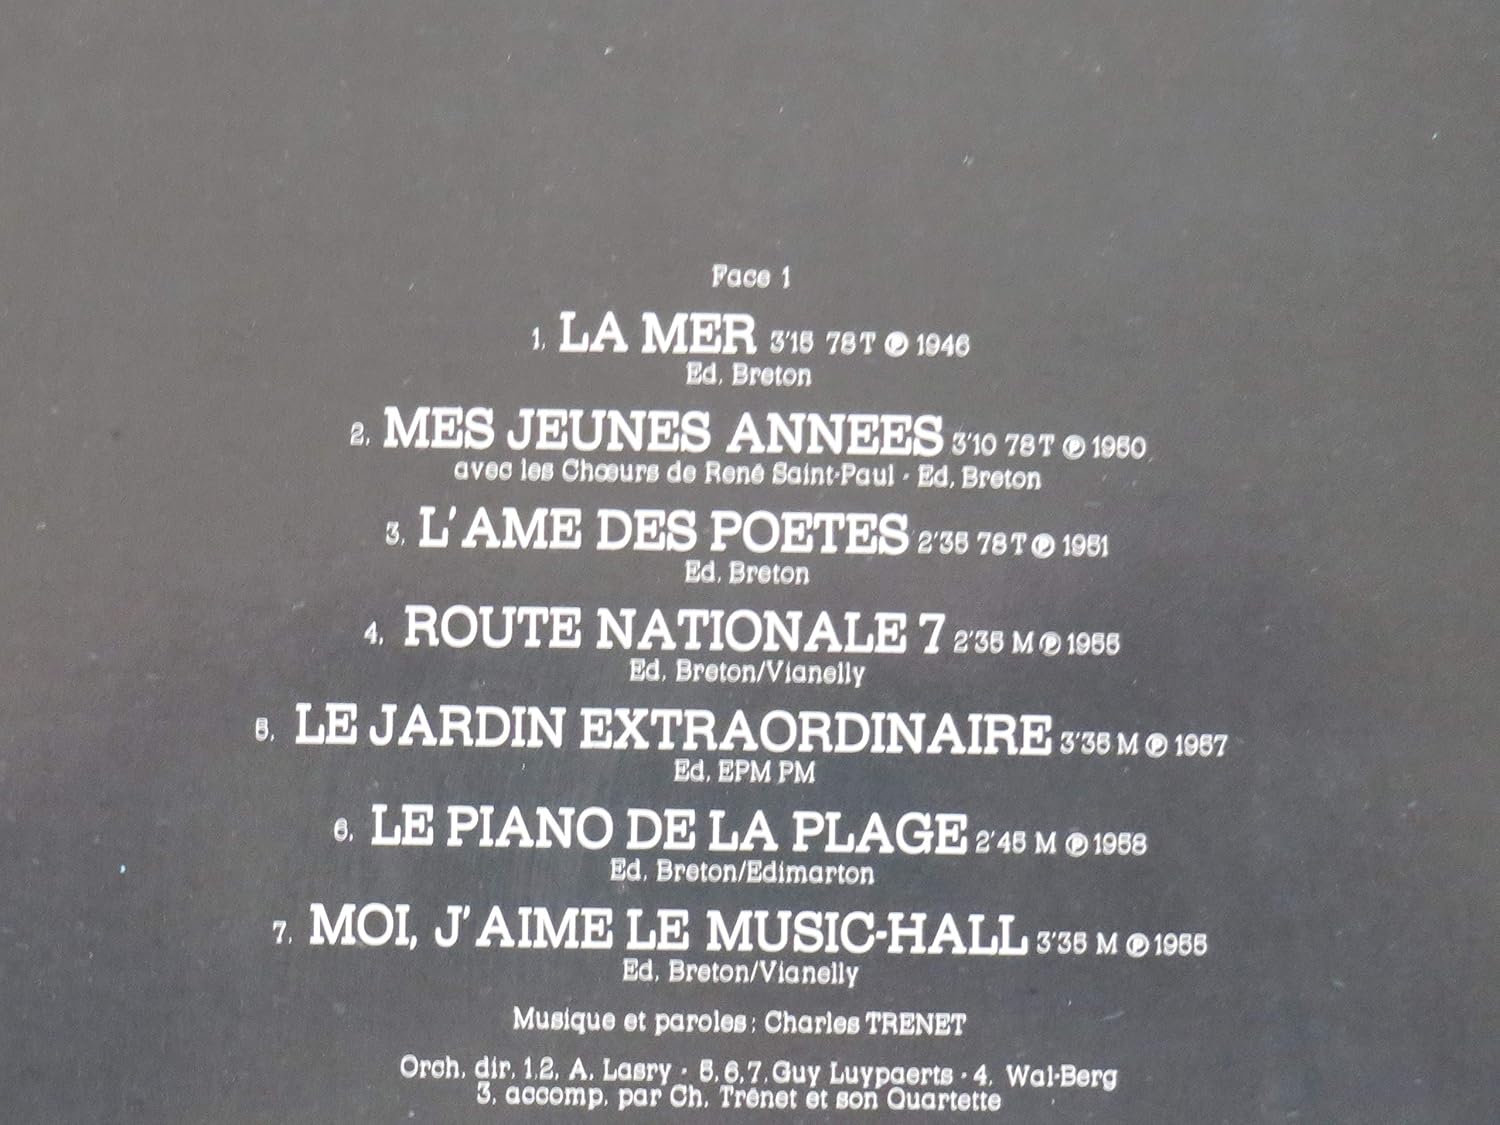 Face 1
1. LA MER 3'15 78 T ℗ 1946
Ed. Breton
2. MES JEUNES ANNEES 3'10 78 T ℗ 1950
avec les Chœurs de René Saint-Paul - Ed. Breton
3. L'AME DES POETES 2'35 78 T ℗ 1951
Ed. Breton
4. ROUTE NATIONALE 7 2'35 M ℗ 1955
Ed. Breton/Vianelly
5. LE JARDIN EXTRAORDINAIRE 3'35 M ℗ 1957
Ed. EPM PM
6. LE PIANO DE LA PLAGE 2'45 M ℗ 1958
Ed. Breton/Edimarton
7. MOI, J'AIME LE MUSIC-HALL 3'35 M ℗ 1955
Ed. Breton/Vianelly
Musique et paroles : Charles TRENET
Orch. dir. 1.2. A. Lasry - 5.6.7. Guy Luypaerts - 4. Wal-Berg
3. accomp. par Ch. Trénet et son Quartette